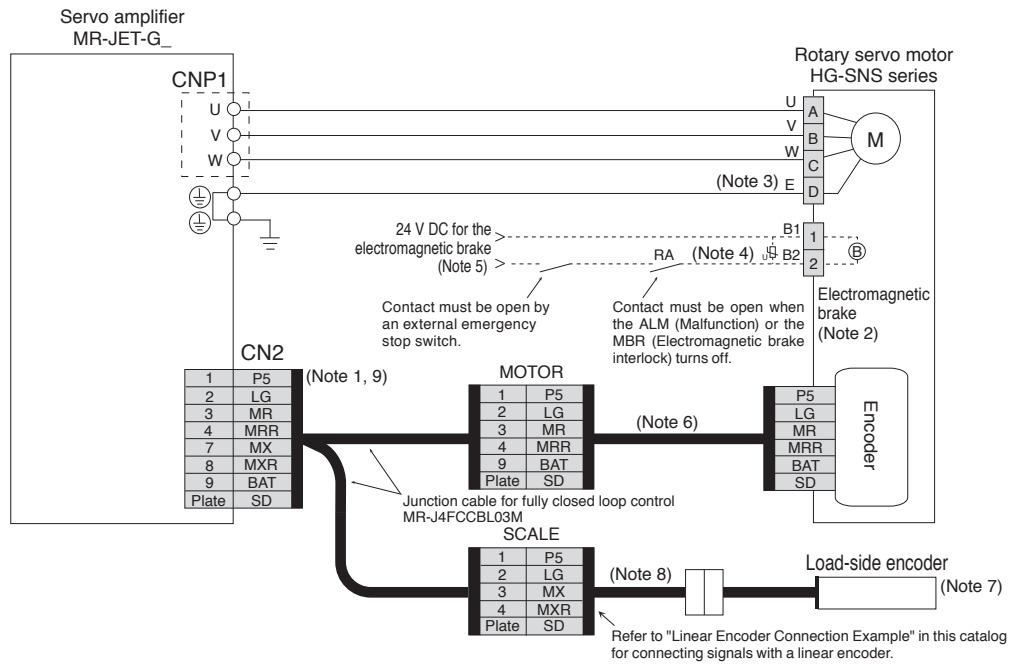 Servo amplifier
MR-JET-G_
Rotary servo motor
HG-SNS series
CNP1
U
V
W
U
V
W
(Note 3) E
A
B
C
D
M
24 V DC for the
electromagnetic brake
(Note 5)
RA
(Note 4)
U
B1
B2
1
2
B
Contact must be open by
an external emergency
stop switch.
Contact must be open when
the ALM (Malfunction) or the
MBR (Electromagnetic brake
interlock) turns off.
Electromagnetic
brake
(Note 2)
CN2
(Note 1, 9)
1 P5
2 LG
3 MR
4 MRR
7 MX
8 MXR
9 BAT
Plate SD
MOTOR
1 P5
2 LG
3 MR
4 MRR
9 BAT
Plate SD
(Note 6)
P5
LG
MR
MRR
BAT
SD
Encoder
Junction cable for fully closed loop control
MR-J4FCCBL03M
SCALE
1 P5
2 LG
3 MX
4 MXR
Plate SD
(Note 8)
Load-side encoder
(Note 7)
Refer to "Linear Encoder Connection Example" in this catalog
for connecting signals with a linear encoder.